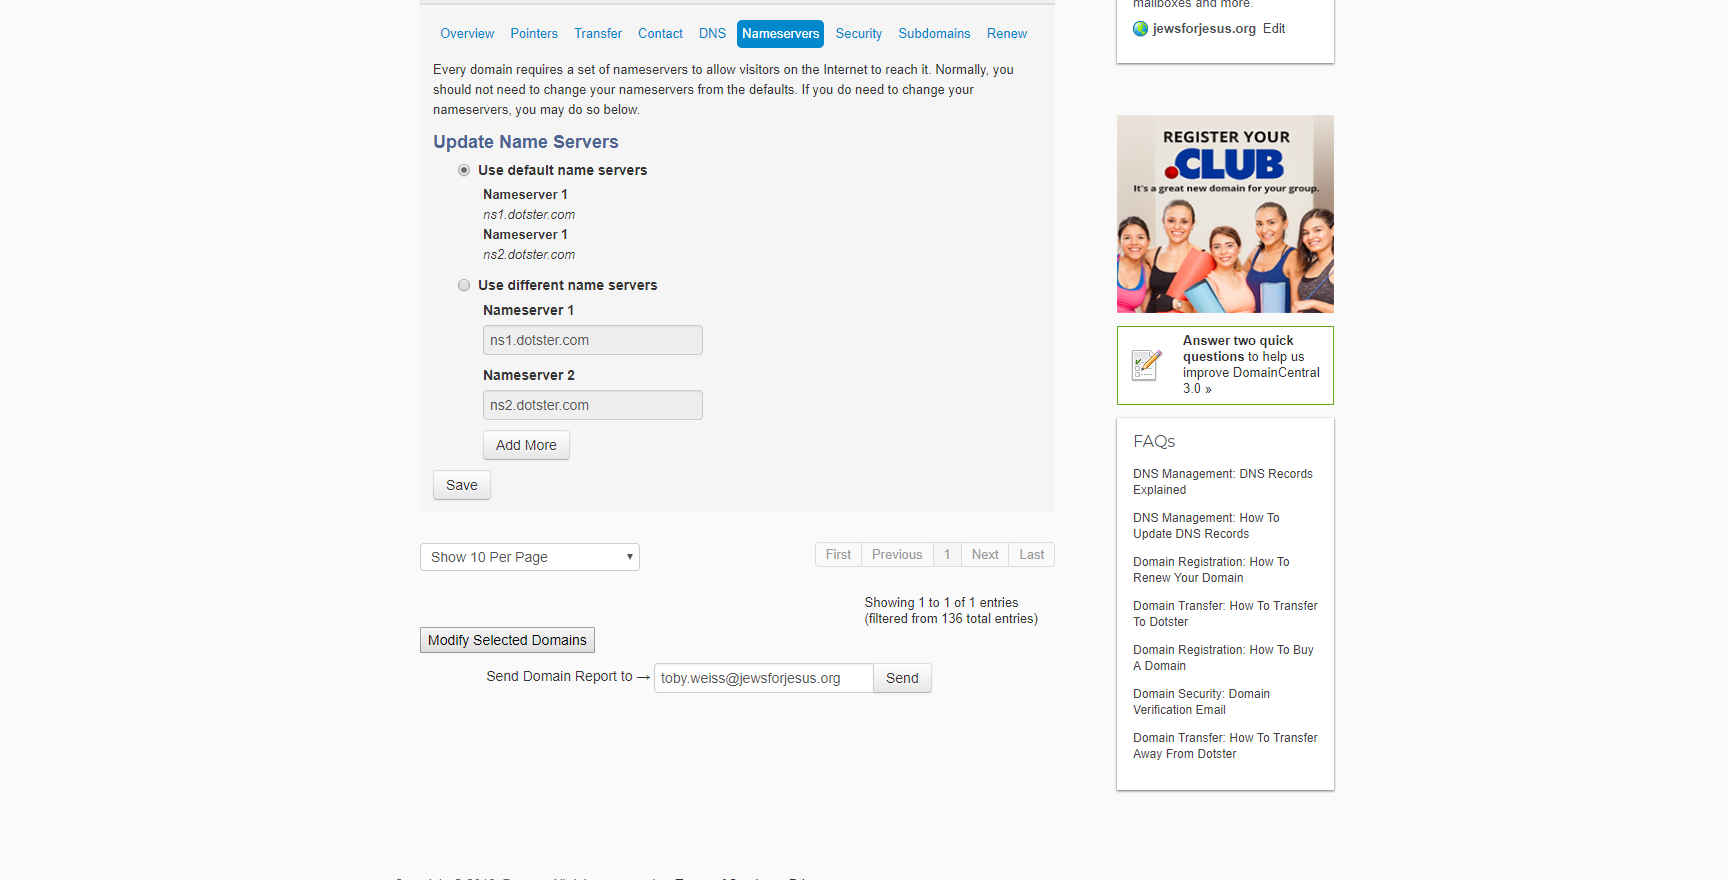 Overview Pointers Transfer Contact DNS Nameservers Security Subdomains Renew
Every domain requires a set of nameservers to allow visitors on the Internet to reach it. Normally, you
should not need to change your nameservers from the defaults. If you do need to change your
nameservers, you may do so below.
Update Name Servers
Use default name servers
Nameserver 1
ns1.dotster.com
Nameserver 1
ns2.dotster.com
Use different name servers
Nameserver 1
ns1.dotster.com
Nameserver 2
ns2.dotster.com
Add More
Save
Show 10 Per Page
First Previous 1 Next Last
Showing 1 to 1 of 1 entries
(filtered from 136 total entries)
Modify Selected Domains
Send Domain Report to → toby.weiss@jewsforjesus.org Send
mailboxes and more.
jewsforjesus.org Edit
REGISTER YOUR
.CLUB
It's a great new domain for your group.
Answer two quick
questions to help us
improve DomainCentral
3.0 »
FAQs
DNS Management: DNS Records
Explained
DNS Management: How To
Update DNS Records
Domain Registration: How To
Renew Your Domain
Domain Transfer: How To Transfer
To Dotster
Domain Registration: How To Buy
A Domain
Domain Security: Domain
Verification Email
Domain Transfer: How To Transfer
Away From Dotster